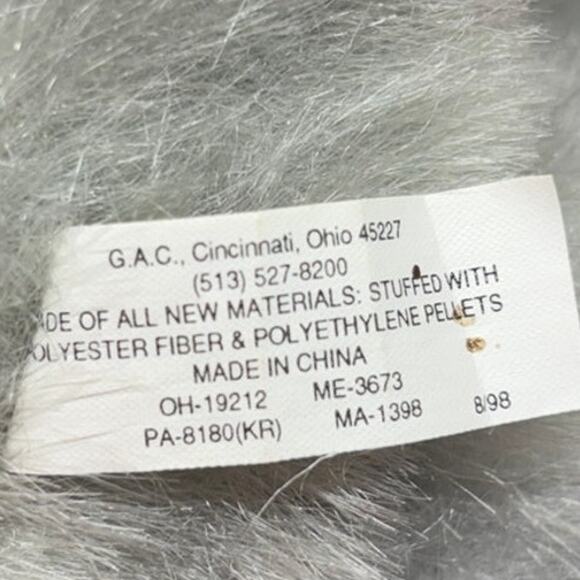 G.A.C., Cincinnati, Ohio 45227
(513) 527-8200
ADE OF ALL NEW MATERIALS: STUFFED WITH
OLYESTER FIBER & POLYETHYLENE PELLETS
MADE IN CHINA
OH-19212 ME-3673
PA-8180(KR) MA-1398 8/98